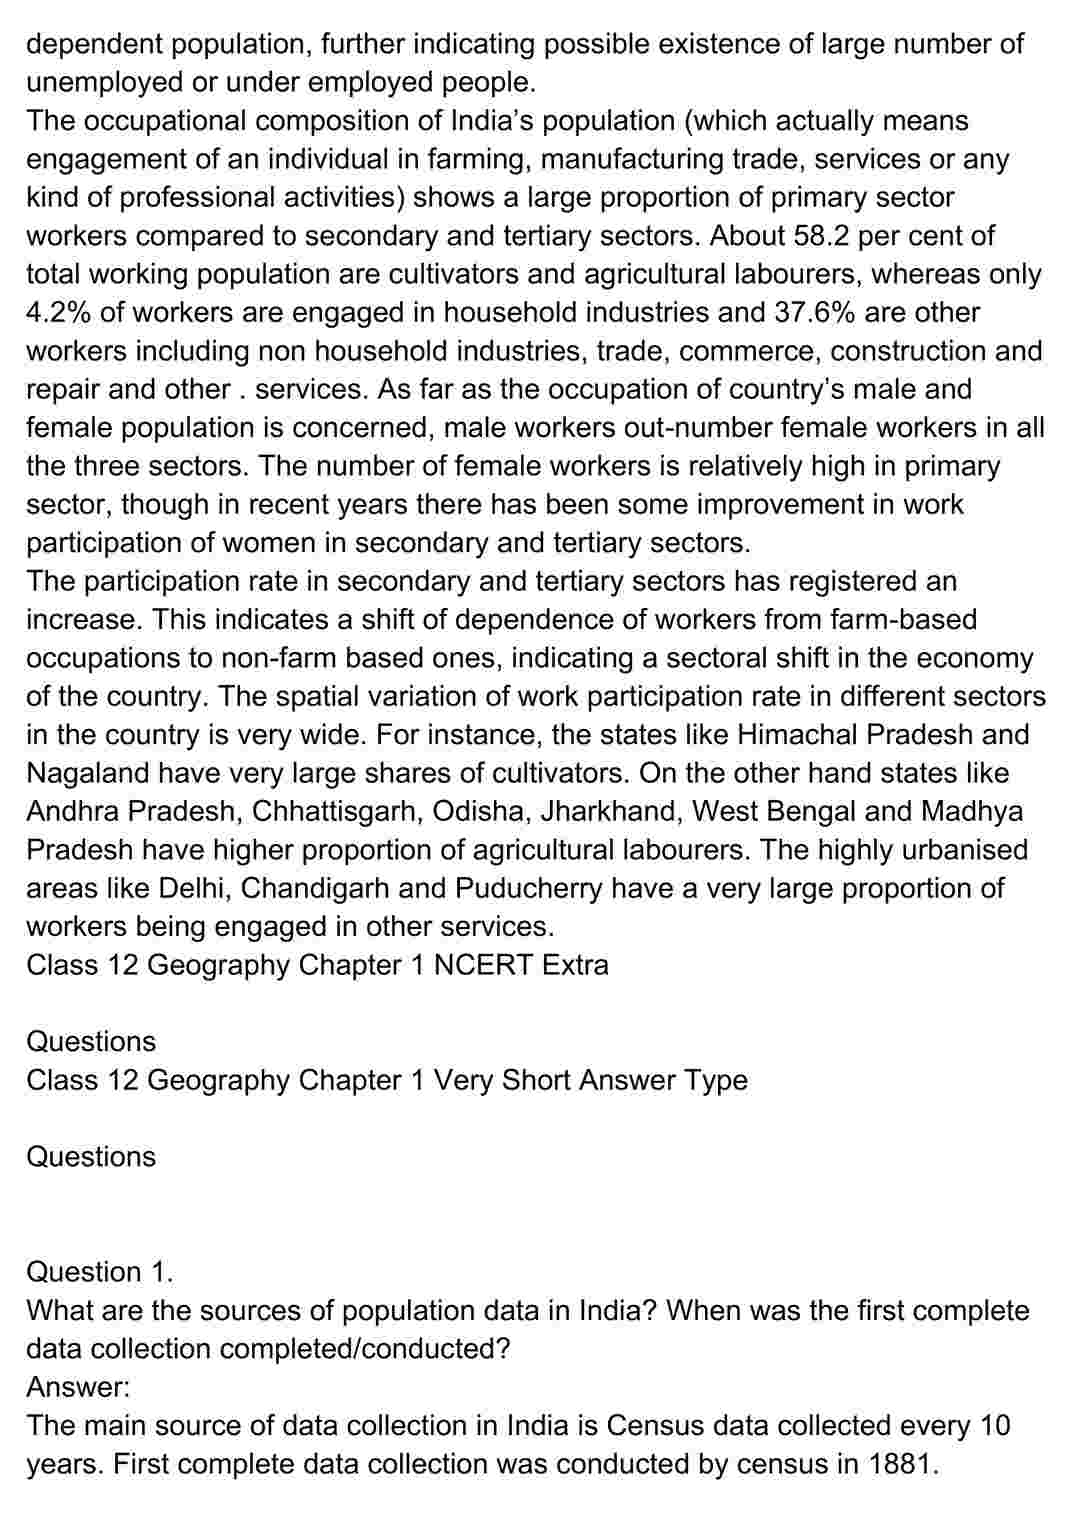 dependent population, further indicating possible existence of large number of
unemployed or under employed people.
The occupational composition of India’s population (which actually means
engagement of an individual in farming, manufacturing trade, services or any
kind of professional activities) shows a large proportion of primary sector
workers compared to secondary and tertiary sectors. About 58.2 per cent of
total working population are cultivators and agricultural labourers, whereas only
4.2% of workers are engaged in household industries and 37.6% are other
workers including non household industries, trade, commerce, construction and
repair and other . services. As far as the occupation of country’s male and
female population is concerned, male workers out-number female workers in all
the three sectors. The number of female workers is relatively high in primary
sector, though in recent years there has been some improvement in work
participation of women in secondary and tertiary sectors.
The participation rate in secondary and tertiary sectors has registered an
increase. This indicates a shift of dependence of workers from farm-based
occupations to non-farm based ones, indicating a sectoral shift in the economy
of the country. The spatial variation of work participation rate in different sectors
in the country is very wide. For instance, the states like Himachal Pradesh and
Nagaland have very large shares of cultivators. On the other hand states like
Andhra Pradesh, Chhattisgarh, Odisha, Jharkhand, West Bengal and Madhya
Pradesh have higher proportion of agricultural labourers. The highly urbanised
areas like Delhi, Chandigarh and Puducherry have a very large proportion of
workers being engaged in other services.
Class 12 Geography Chapter 1 NCERT Extra
Questions
Class 12 Geography Chapter 1 Very Short Answer Type
Questions
Question 1.
What are the sources of population data in India? When was the first complete
data collection completed/conducted?
Answer:
The main source of data collection in India is Census data collected every 10
years. First complete data collection was conducted by census in 1881.